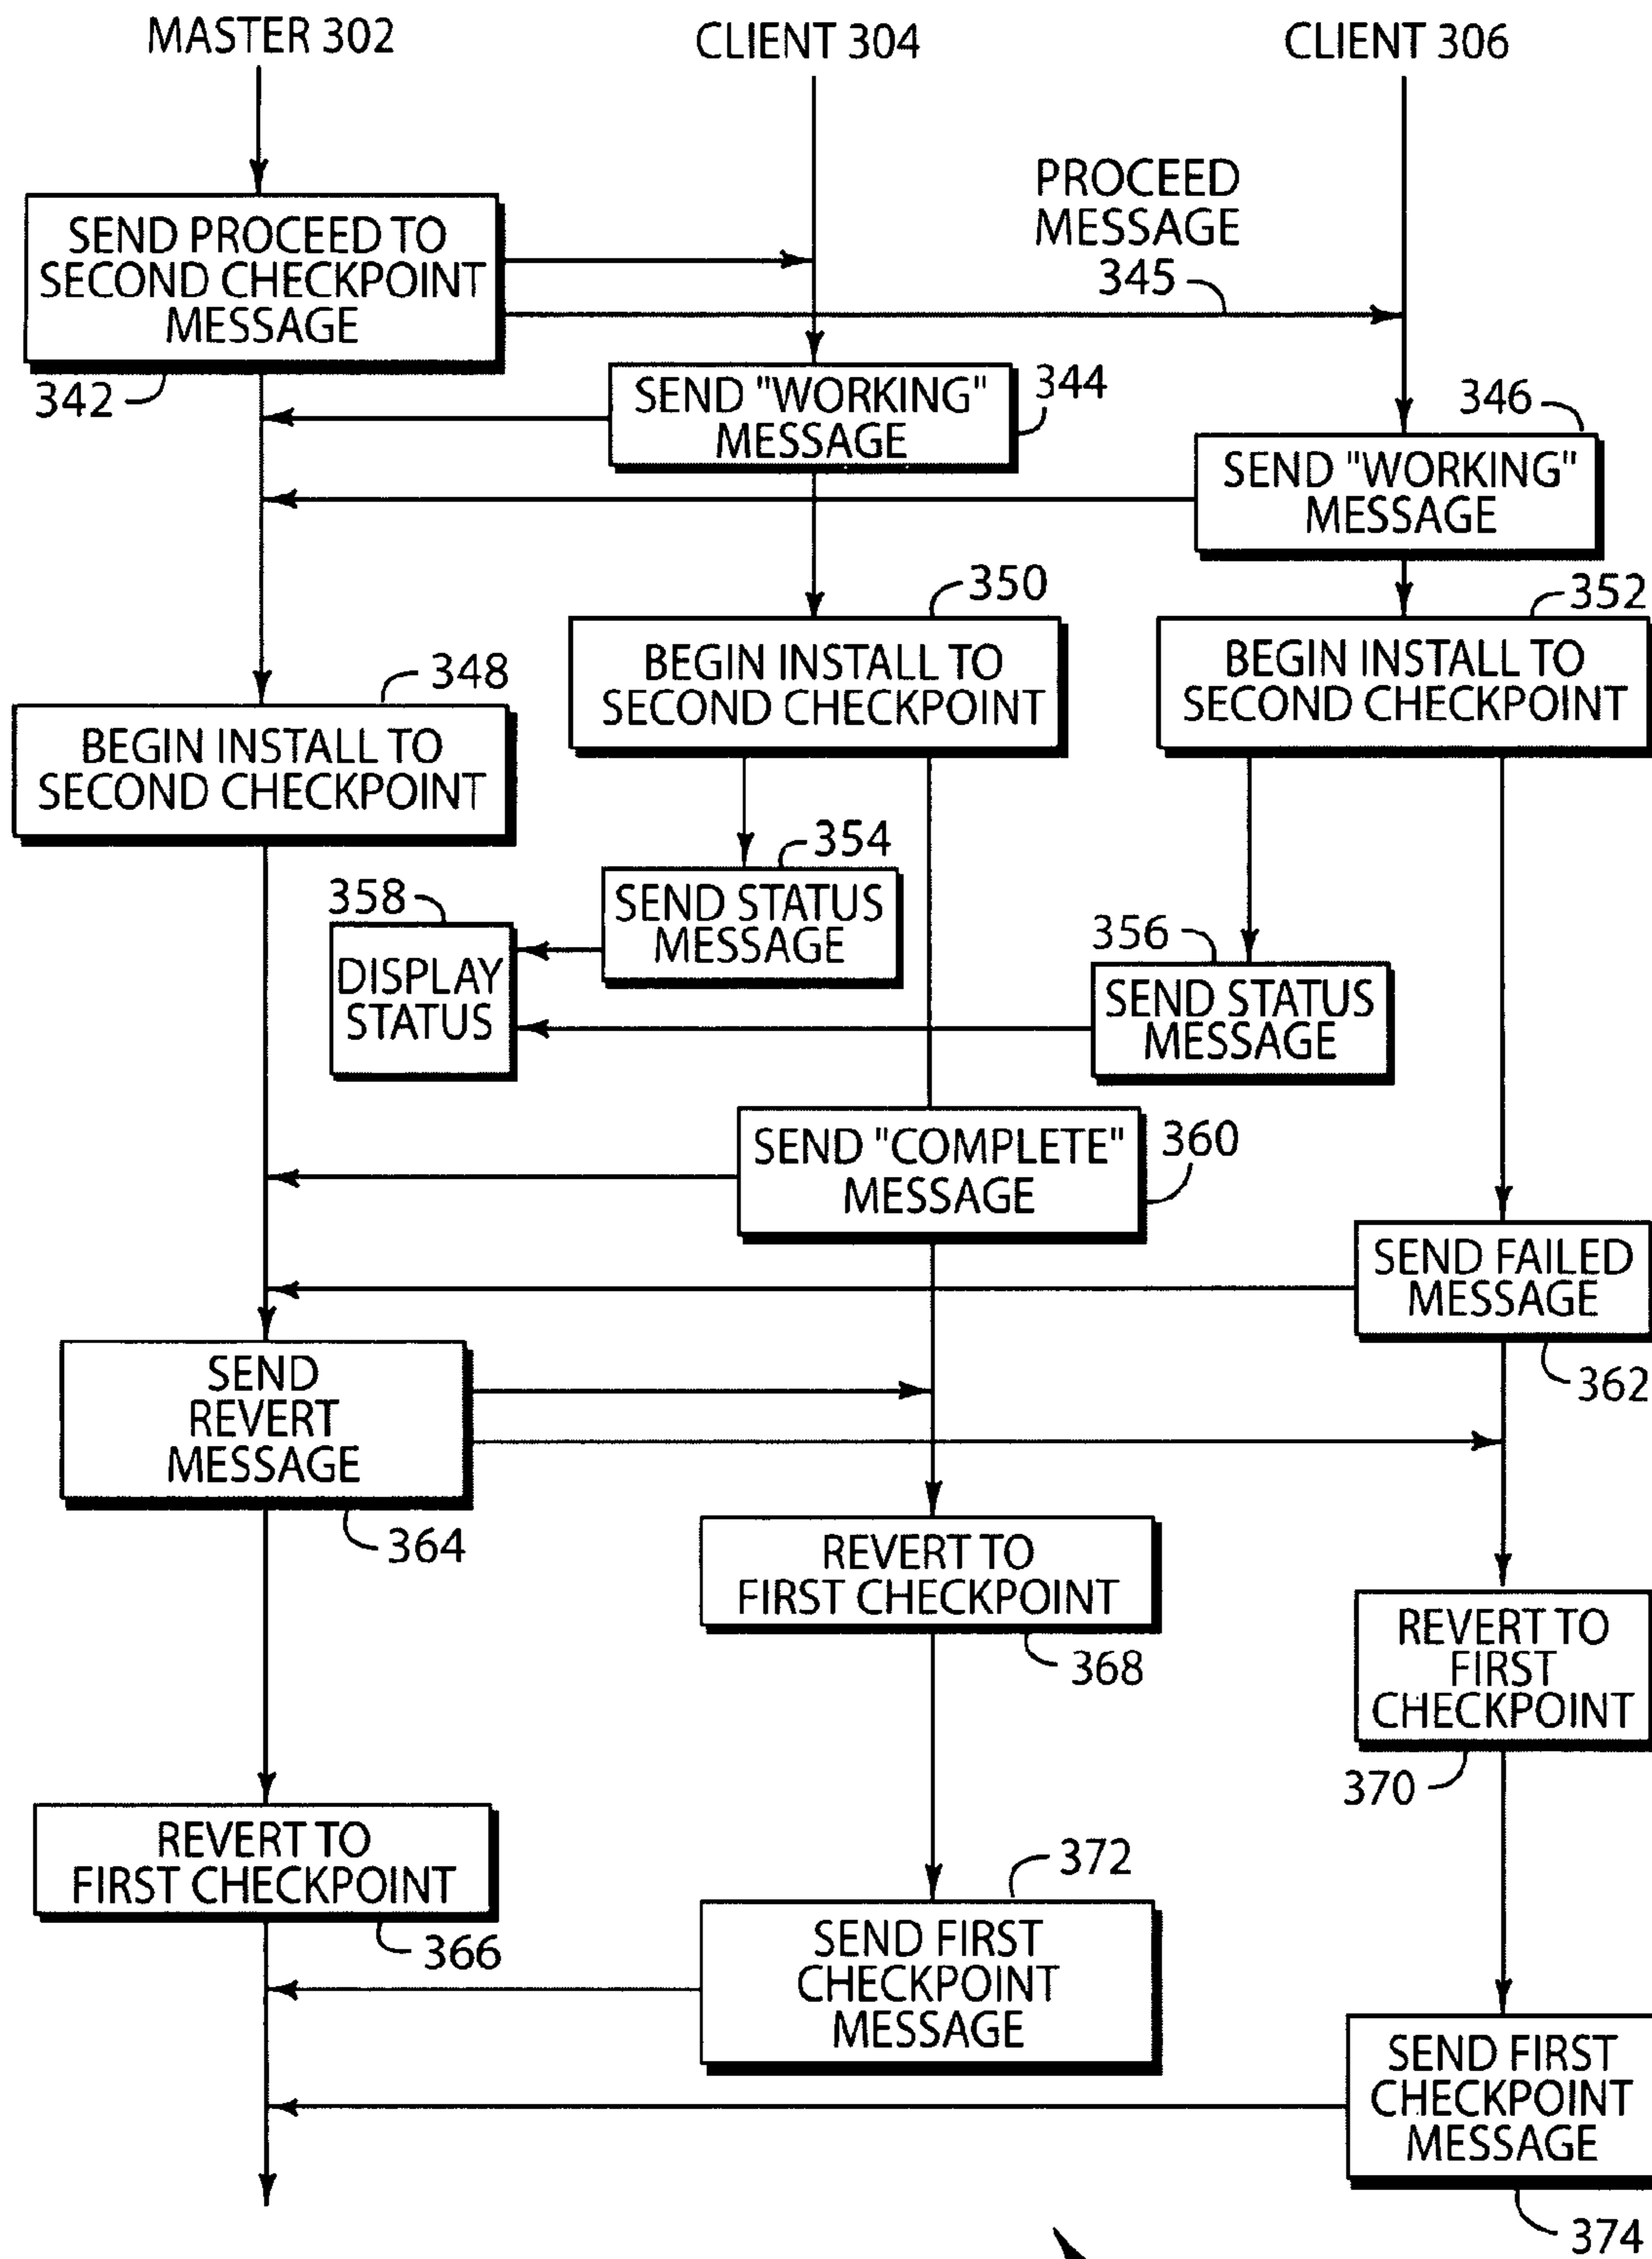 MASTER 302
CLIENT 304
CLIENT 306
PROCEED
MESSAGE
345
SEND PROCEED TO
SECOND CHECKPOINT
MESSAGE
342
SEND "WORKING"
MESSAGE
344
346
SEND "WORKING"
MESSAGE
350
352
BEGIN INSTALL TO
SECOND CHECKPOINT
BEGIN INSTALL TO
SECOND CHECKPOINT
348
BEGIN INSTALL TO
SECOND CHECKPOINT
354
SEND STATUS
MESSAGE
358
DISPLAY
STATUS
356
SEND STATUS
MESSAGE
SEND "COMPLETE"
MESSAGE
360
SEND FAILED
MESSAGE
362
SEND
REVERT
MESSAGE
364
REVERT TO
FIRST CHECKPOINT
368
REVERT TO
FIRST
CHECKPOINT
370
REVERT TO
FIRST CHECKPOINT
366
372
SEND FIRST
CHECKPOINT
MESSAGE
SEND FIRST
CHECKPOINT
MESSAGE
374